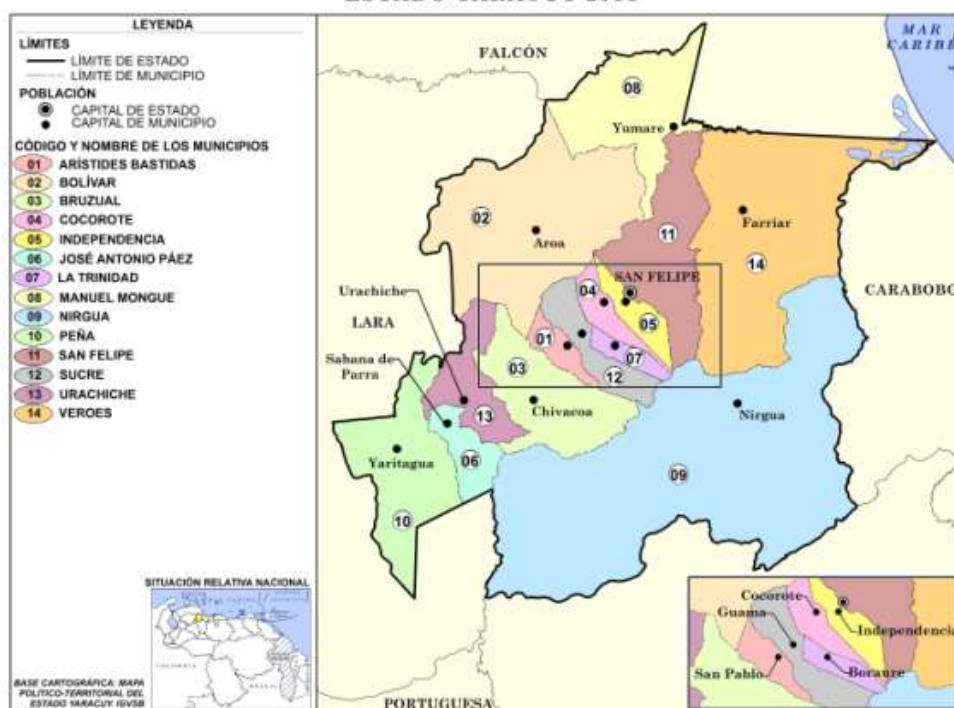 LEYENDA
LÍMITES
LÍMITE DE ESTADO
LÍMITE DE MUNICIPIO
POBLACIÓN
CAPITAL DE ESTADO
CAPITAL DE MUNICIPIO
CÓDIGO Y NOMBRE DE LOS MUNICIPIOS
01 ARÍSTIDES BASTIDAS
02 BOLÍVAR
03 BRUZUAL
04 COCOROTE
05 INDEPENDENCIA
06 JOSÉ ANTONIO PÁEZ
07 LA TRINIDAD
08 MANUEL MONGUE
09 NIRGUA
10 PEÑA
11 SAN FELIPE
12 SUCRE
13 URACHICHE
14 VEROES
SITUACIÓN RELATIVA NACIONAL
BASE CARTOGRÁFICA: MAPA
POLÍTICO-TERRITORIAL DEL
ESTADO YARACUY. IGVSB
MAR
CARIBE
FALCÓN
08
Yumare
02
Aroa
11
Farriar
14
SAN FELIPE
04
05
CARABOBO
Urachiche
LARA
01
07
03
12
Sabana de
Parra
Chivacoa
Nirgua
13
Yaritagua
06
09
10
PORTUGUESA
Cocorote
Guama
Independencia
San Pablo
Boraure